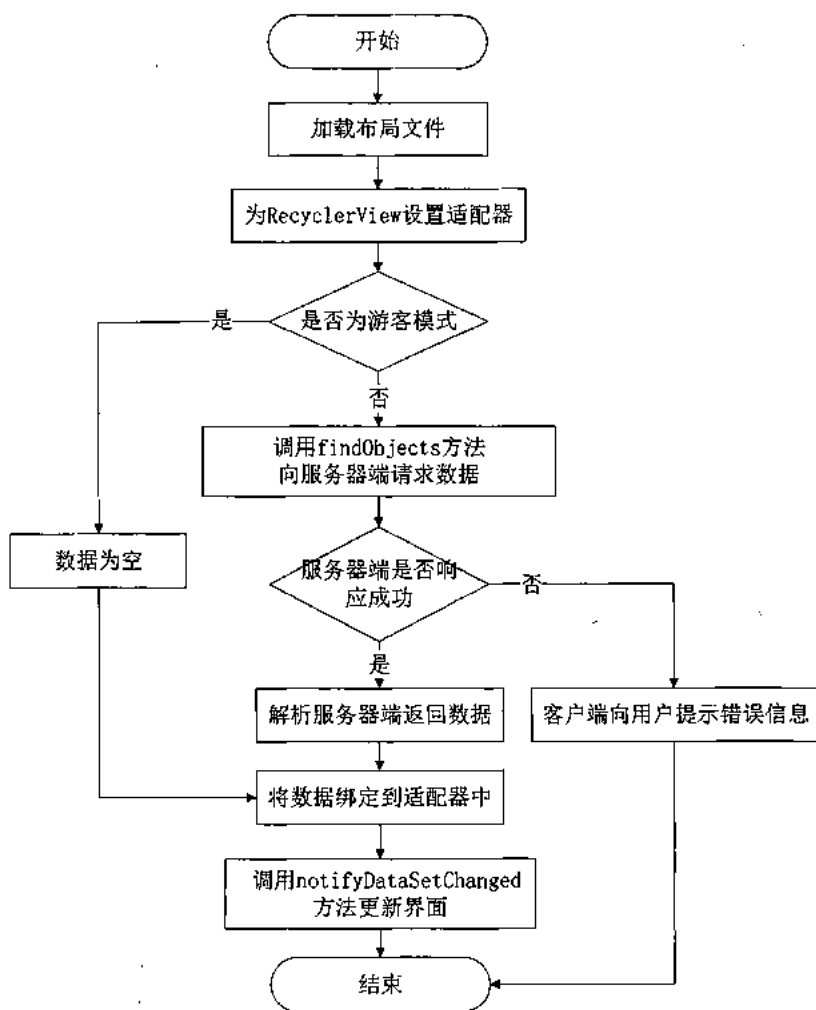 开始
加载布局文件
为RecyclerView设置适配器
是否为游客模式
是
否
调用findObjects方法
向服务器端请求数据
数据为空
服务器端是否响
应成功
否
是
解析服务器端返回数据
客户端向用户提示错误信息
将数据绑定到适配器中
调用notifyDataSetChanged
方法更新界面
结束